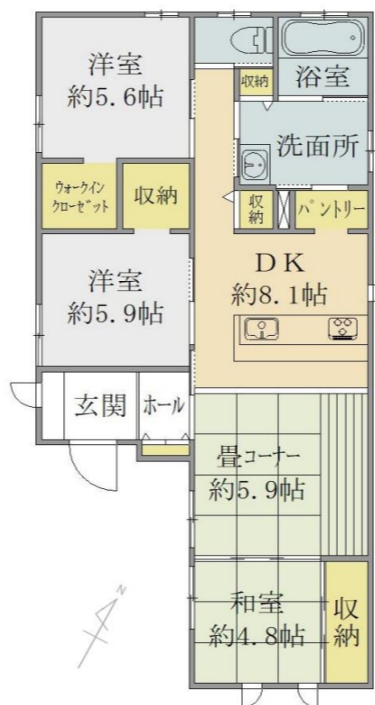 洋室
約5.6帖
収納
浴室
洗面所
ウォークイン
クローゼット
収納
収
納
パントリー
洋室
約5.9帖
DK
約8.1帖
玄関
ホール
畳コーナー
約5.9帖
和室
約4.8帖
収
納
N